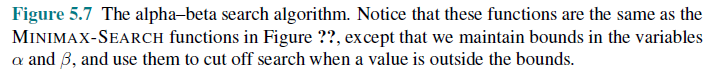 Figure 5.7 The alpha–beta search algorithm. Notice that these functions are the same as the
MINIMAX-SEARCH functions in Figure ??, except that we maintain bounds in the variables
α and β, and use them to cut off search when a value is outside the bounds.